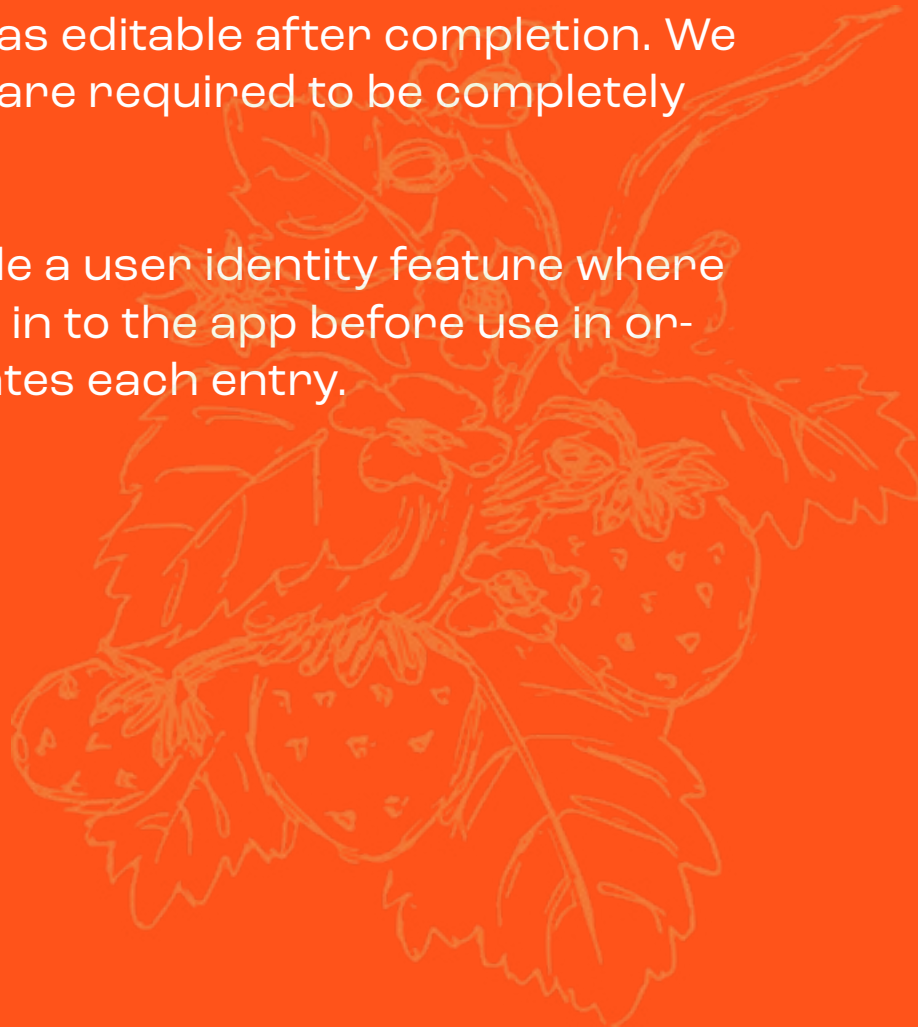 as editable after completion. We
are required to be completely
le a user identity feature where
in to the app before use in or-
tes each entry.